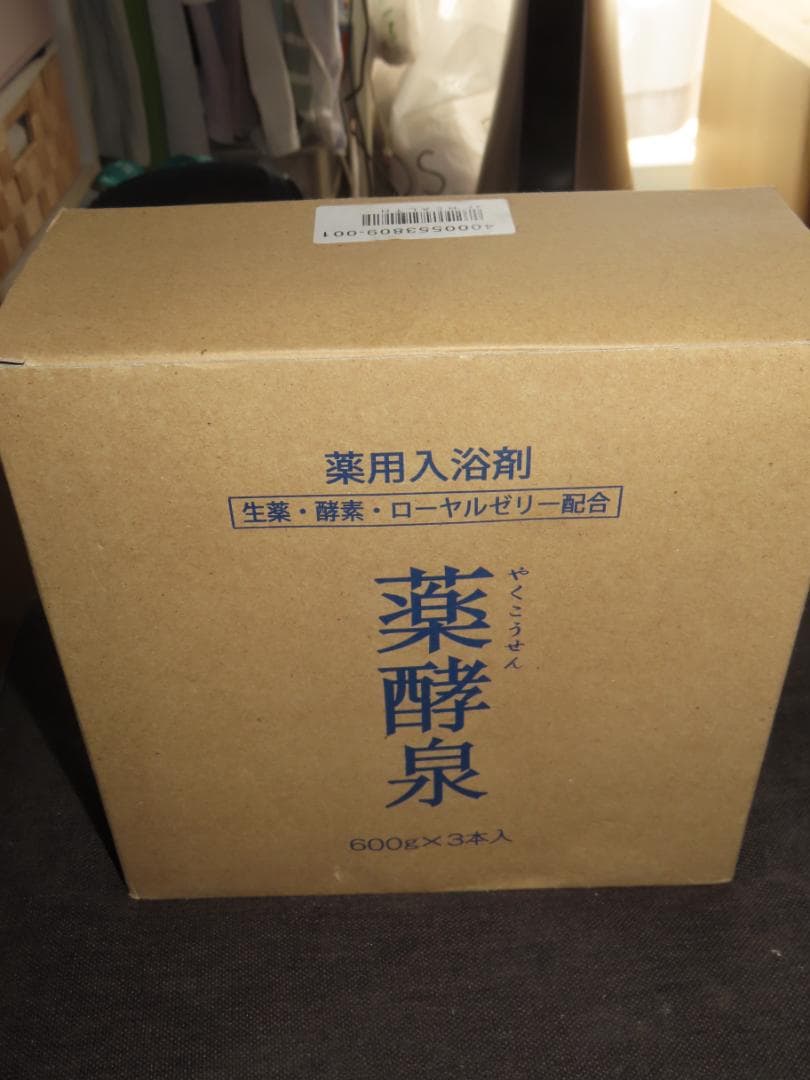 4000553809-001
薬用入浴剤
生薬・酵素・ローヤルゼリー配合
薬酵泉
やくこうせん
600g×3本入